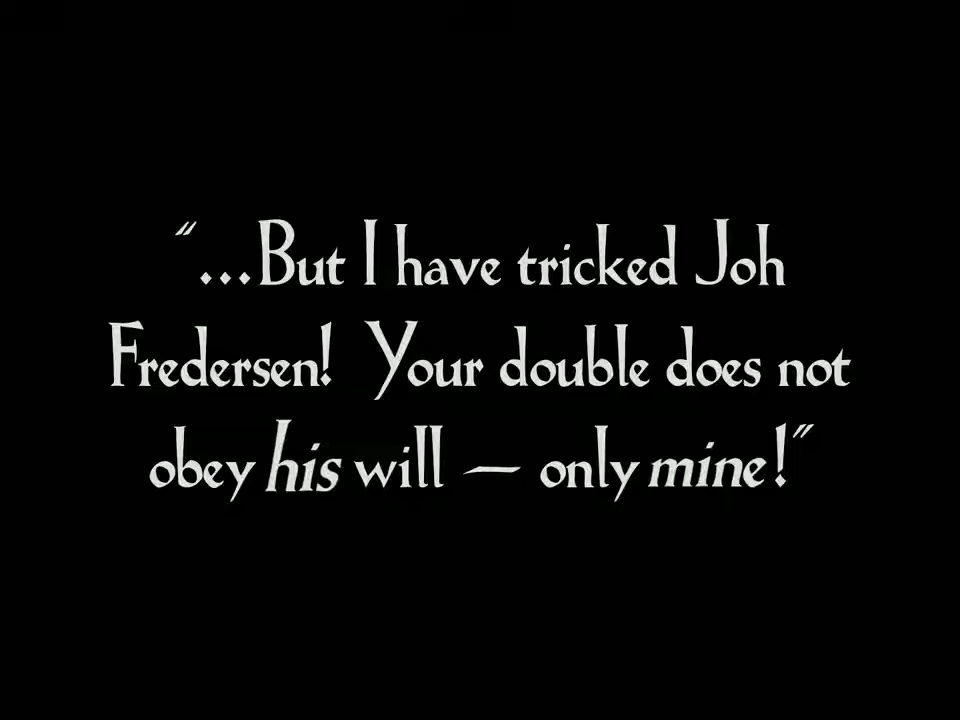 “...But I have tricked Joh
Fredersen! Your double does not
obey his will — only mine!”